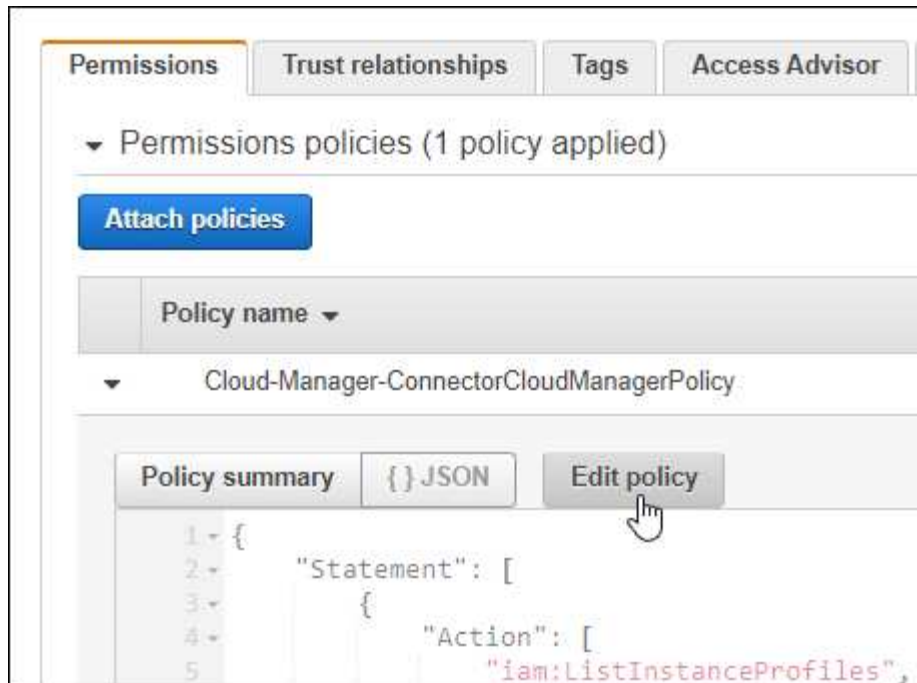 Permissions Trust relationships Tags Access Advisor
Permissions policies (1 policy applied)
Attach policies
Policy name
Cloud-Manager-ConnectorCloudManagerPolicy
Policy summary { } JSON Edit policy
1 {
2 "Statement": [
3 {
4 "Action": [
5 "iam:ListInstanceProfiles",